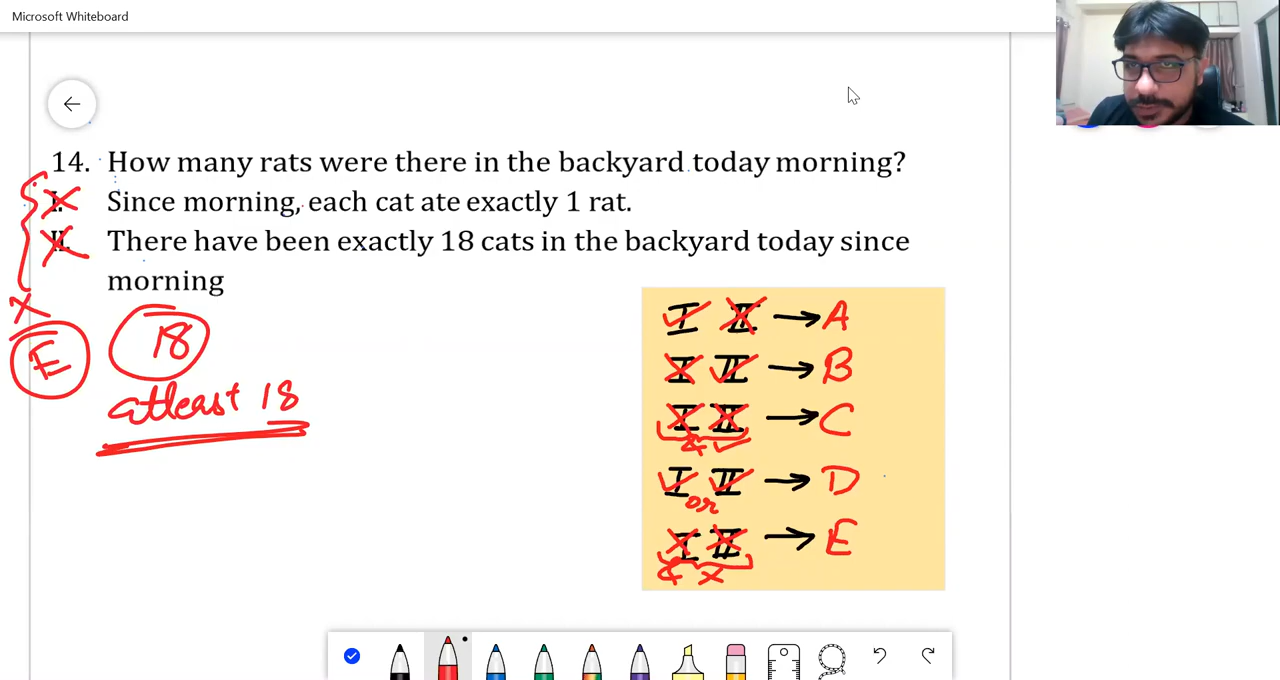 Microsoft Whiteboard
14. How many rats were there in the backyard today morning?
I. Since morning, each cat ate exactly 1 rat.
II. There have been exactly 18 cats in the backyard today since
morning
E
18
atleast 18
I II → A
I II → B
I II → C
&
I II → D
or
I II → E
&